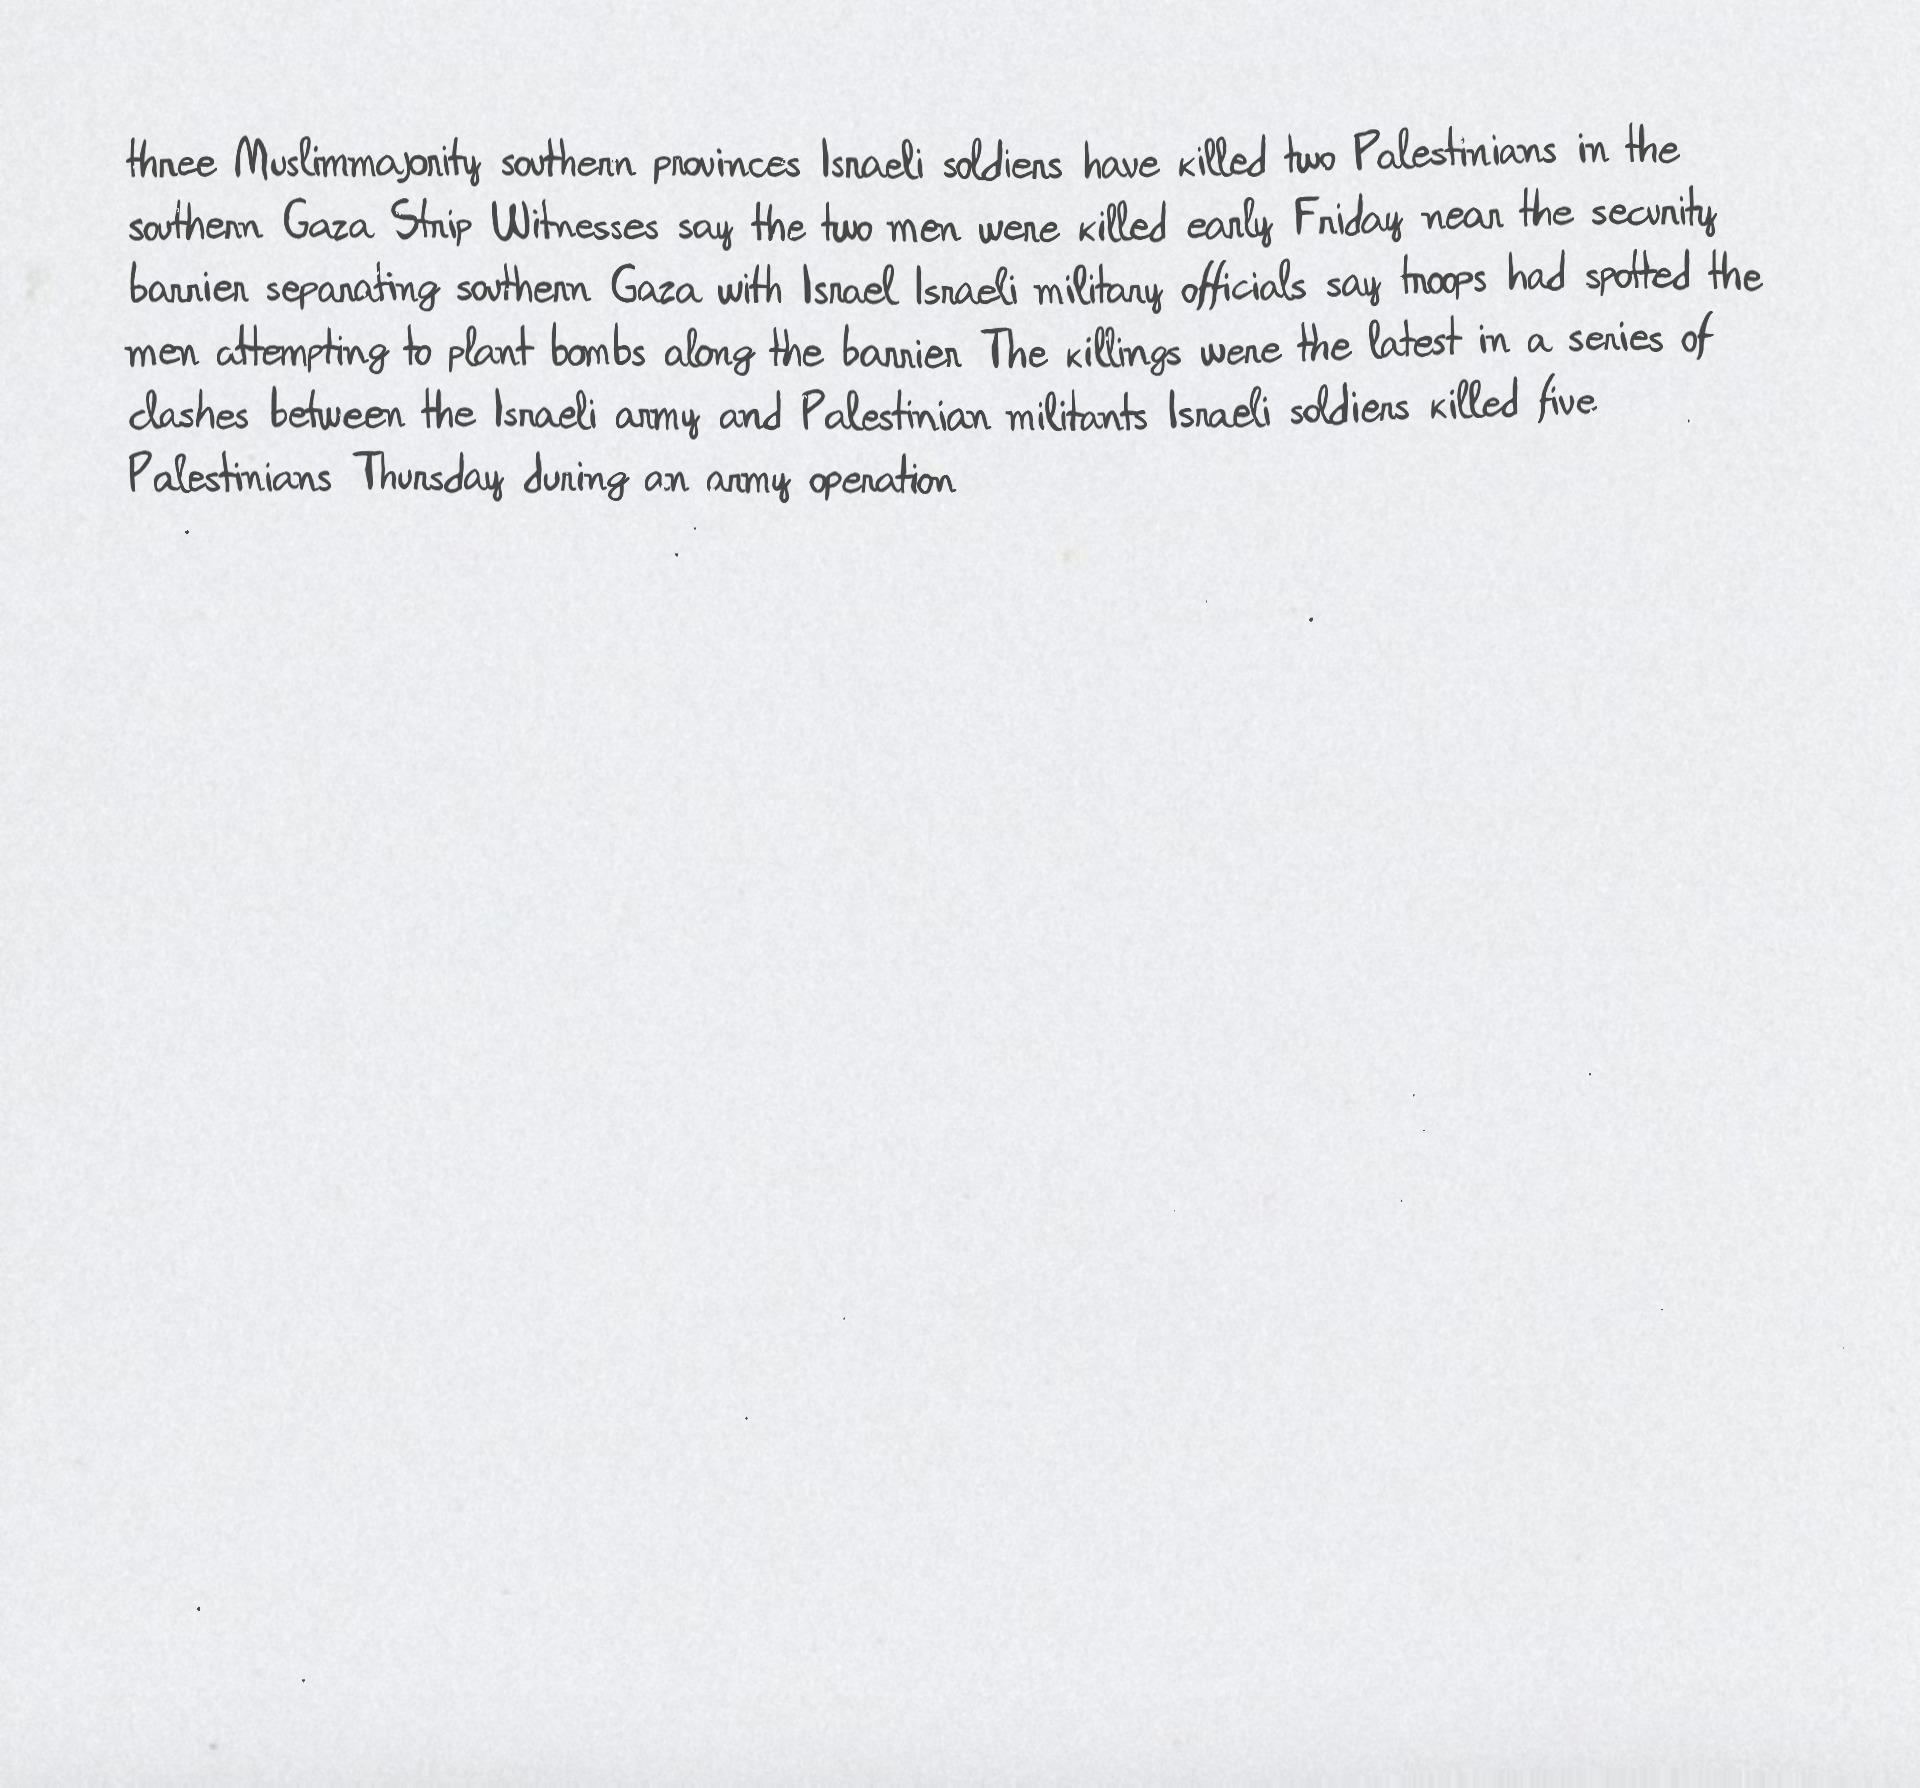 three Muslimmajority southern provinces Israeli soldiers have killed two Palestinians in the
southern Gaza Strip Witnesses say the two men were killed early Friday near the security
barrier separating southern Gaza with Israel Israeli military officials say troops had spotted the
men attempting to plant bombs along the barrier The killings were the latest in a series of
clashes between the Israeli army and Palestinian militants Israeli soldiers killed five
Palestinians Thursday during an army operation